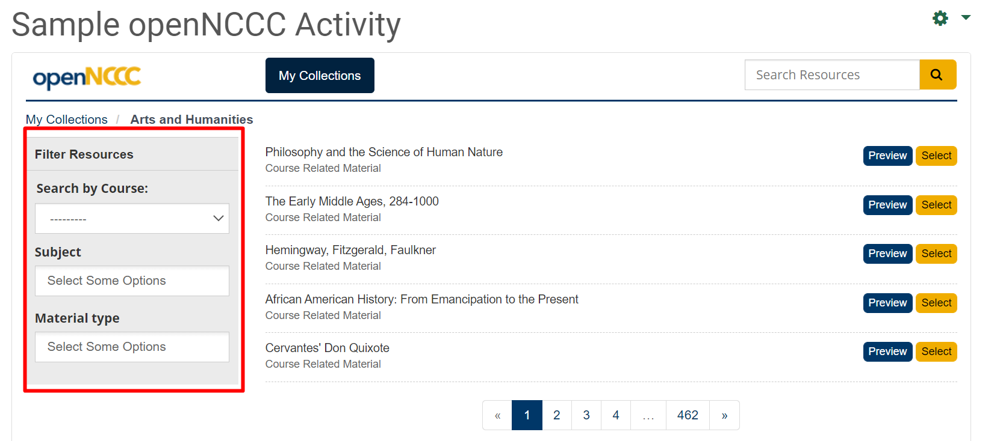 Sample openNCCC Activity
openNCCC
My Collections
Search Resources
My Collections / Arts and Humanities
Filter Resources
Search by Course:
---------
Subject
Select Some Options
Material type
Select Some Options
Philosophy and the Science of Human Nature
Course Related Material
Preview Select
The Early Middle Ages, 284-1000
Course Related Material
Preview Select
Hemingway, Fitzgerald, Faulkner
Course Related Material
Preview Select
African American History: From Emancipation to the Present
Course Related Material
Preview Select
Cervantes' Don Quixote
Course Related Material
Preview Select
« 1 2 3 4 … 462 »